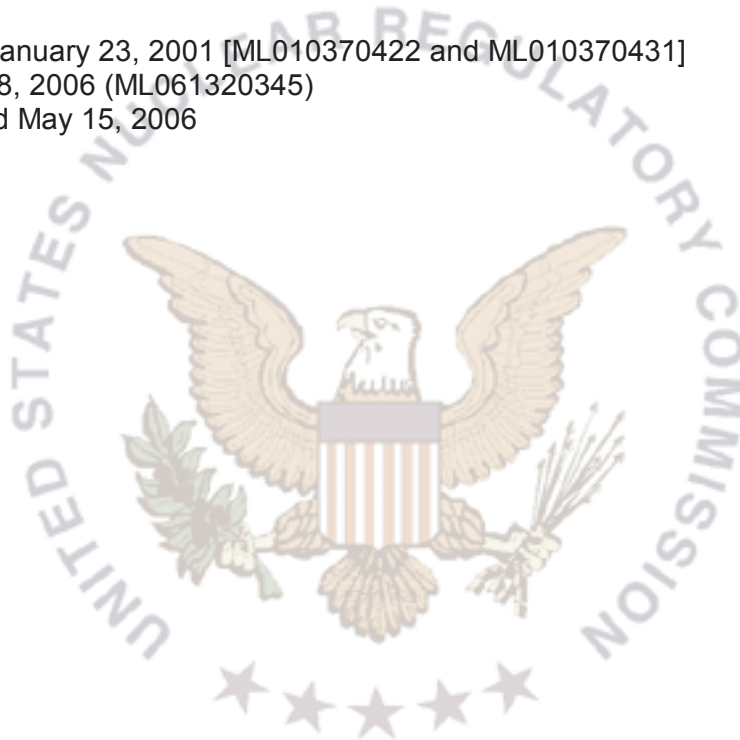 anuary 23, 2001 [ML010370422 and ML010370431]
8, 2006 (ML061320345)
d May 15, 2006
UNITED STATES NUCLEAR REGULATORY COMMISSION